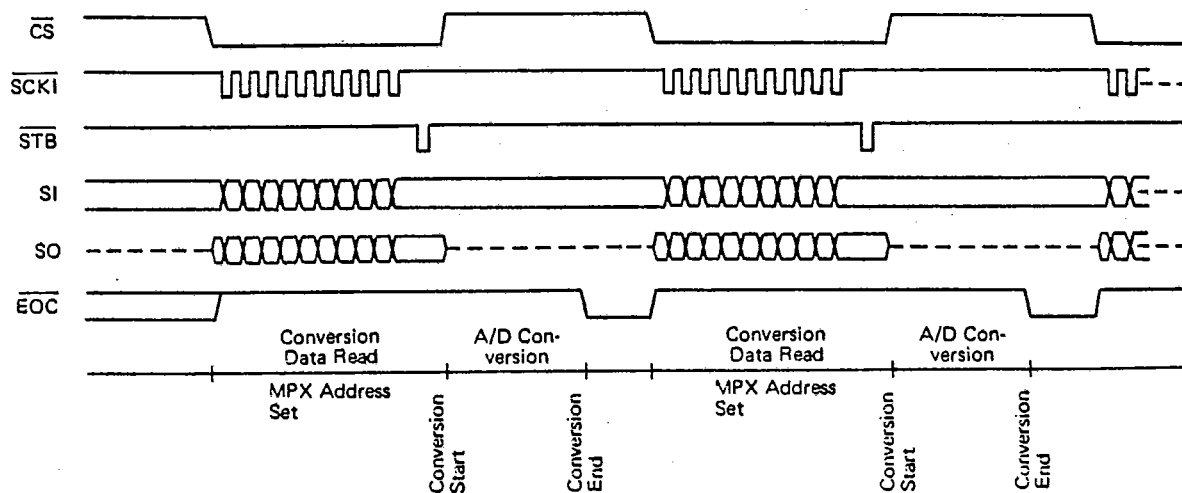 CS
SCKI
STB
SI
SO
EOC
Conversion
Data Read
A/D Con-
version
Conversion
Data Read
A/D Con-
version
MPX Address
Set
MPX Address
Set
Conversion
Start
Conversion
End
Conversion
Start
Conversion
End